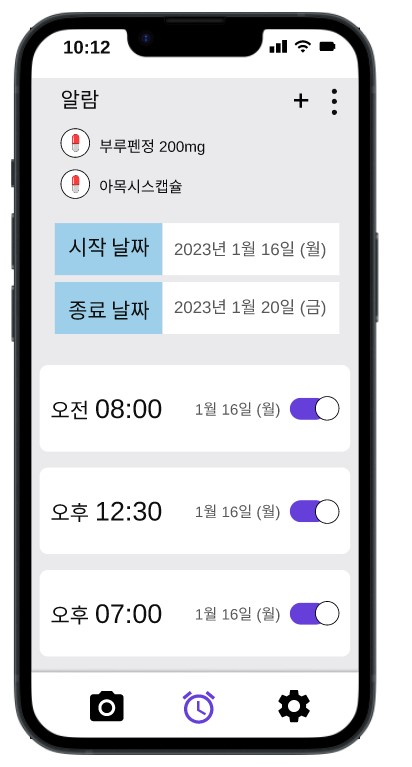 10:12
알람
부루펜정 200mg
아목시스캡슐
시작 날짜 2023년 1월 16일 (월)
종료 날짜 2023년 1월 20일 (금)
오전 08:00 1월 16일 (월)
오후 12:30 1월 16일 (월)
오후 07:00 1월 16일 (월)